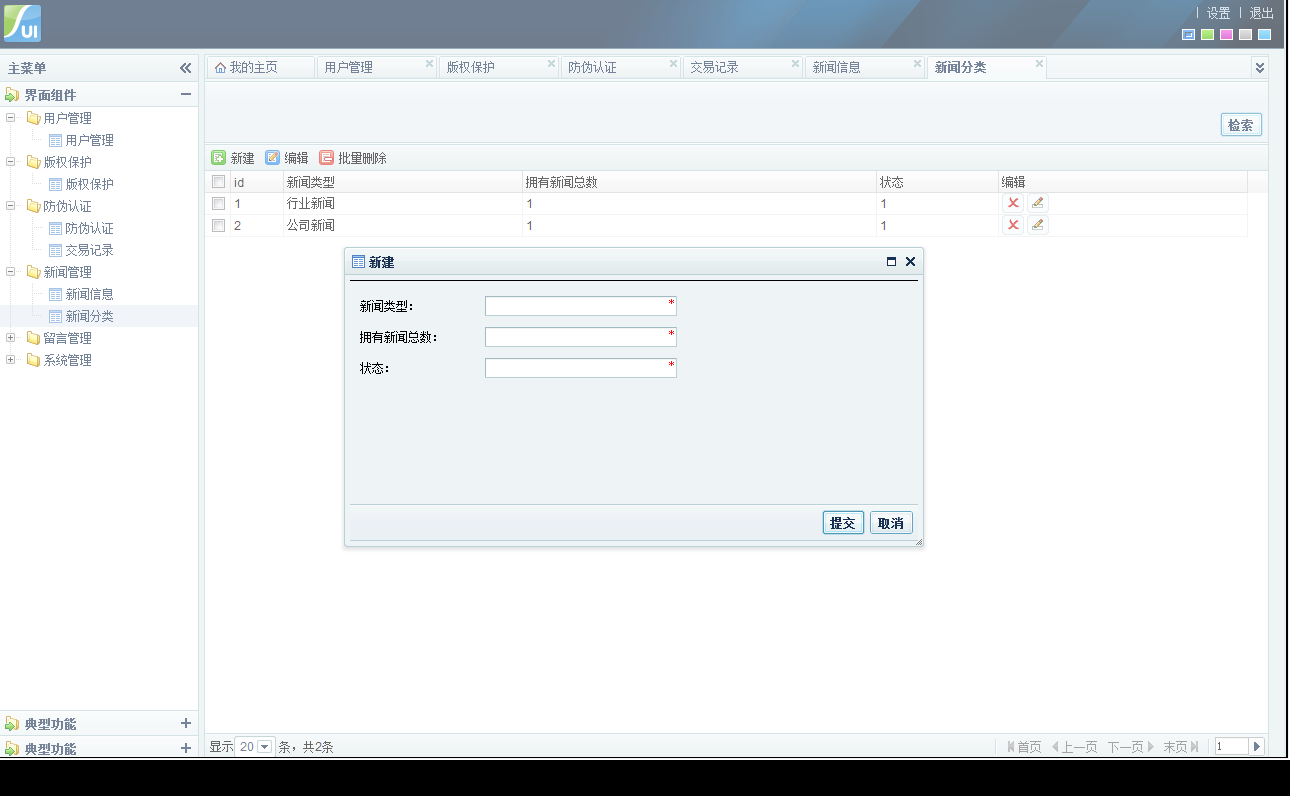 UI
设置 退出
主菜单
我的主页 用户管理 版权保护 防伪认证 交易记录 新闻信息 新闻分类
界面组件
用户管理
用户管理
版权保护
版权保护
防伪认证
防伪认证
交易记录
新闻管理
新闻信息
新闻分类
留言管理
系统管理
典型功能
典型功能
检索
新建 编辑 批量删除
id 新闻类型 拥有新闻总数 状态 编辑
1 行业新闻 1 1
2 公司新闻 1 1
新建
新闻类型: *
拥有新闻总数: *
状态: *
提交 取消
显示 20 条，共2条
首页 上一页 下一页 末页 1